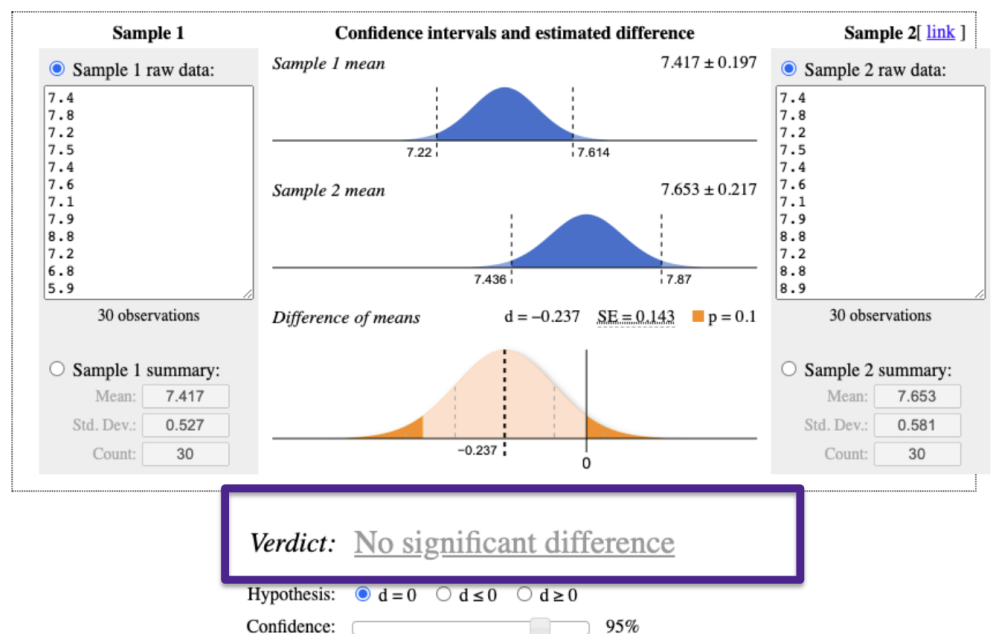 Sample 1
Confidence intervals and estimated difference
Sample 2[ link ]
Sample 1 raw data:
7.4
7.8
7.2
7.5
7.4
7.6
7.1
7.9
8.8
7.2
6.8
5.9
30 observations
Sample 1 summary:
Mean: 7.417
Std. Dev.: 0.527
Count: 30
Sample 1 mean 7.417 ± 0.197
7.22 7.614
Sample 2 mean 7.653 ± 0.217
7.436 7.87
Difference of means d = −0.237 SE = 0.143 p = 0.1
−0.237
0
Sample 2 raw data:
7.4
7.8
7.2
7.5
7.4
7.6
7.1
7.9
8.8
7.2
8.8
8.9
30 observations
Sample 2 summary:
Mean: 7.653
Std. Dev.: 0.581
Count: 30
Verdict: No significant difference
Hypothesis: d = 0 d ≤ 0 d ≥ 0
Confidence: 95%